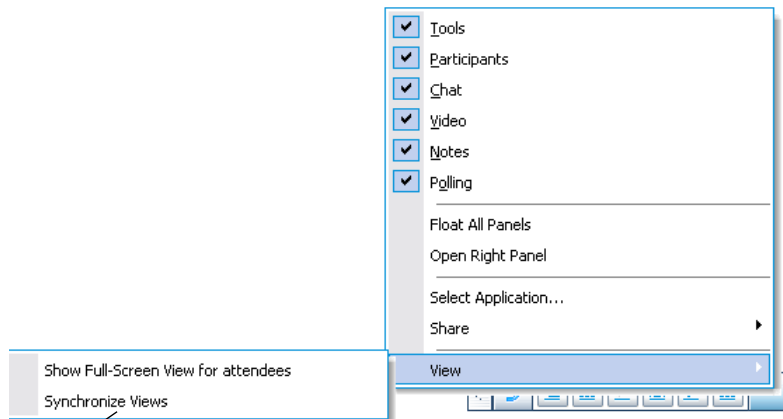 Tools
Participants
Chat
Video
Notes
Polling
Float All Panels
Open Right Panel
Select Application...
Share
View
Show Full-Screen View for attendees
Synchronize Views